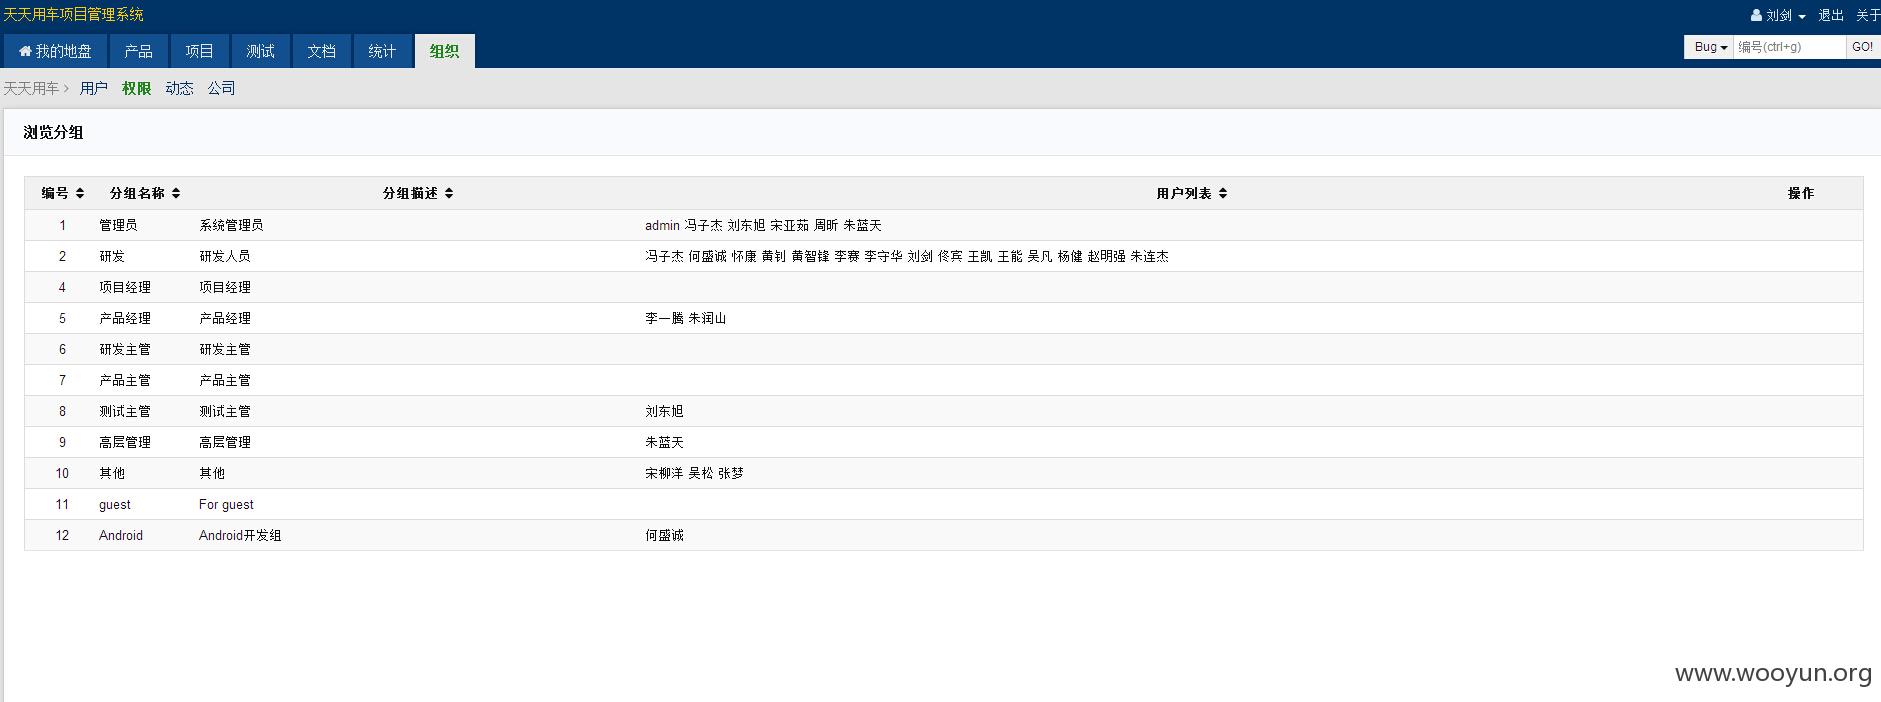 天天用车项目管理系统 刘剑 退出 关于
我的地盘 产品 项目 测试 文档 统计 组织 Bug 编号(ctrl+g) GO!
天天用车 用户 权限 动态 公司
浏览分组
编号 分组名称 分组描述 用户列表 操作
1 管理员 系统管理员 admin 冯子杰 刘东旭 宋亚茹 周昕 朱蓝天
2 研发 研发人员 冯子杰 何盛诚 怀康 黄钊 黄智锋 李赛 李守华 刘剑 佟宾 王凯 王能 吴凡 杨健 赵明强 朱连杰
4 项目经理 项目经理
5 产品经理 产品经理 李一腾 朱润山
6 研发主管 研发主管
7 产品主管 产品主管
8 测试主管 测试主管 刘东旭
9 高层管理 高层管理 朱蓝天
10 其他 其他 宋柳洋 吴松 张梦
11 guest For guest
12 Android Android开发组 何盛诚
www.wooyun.org